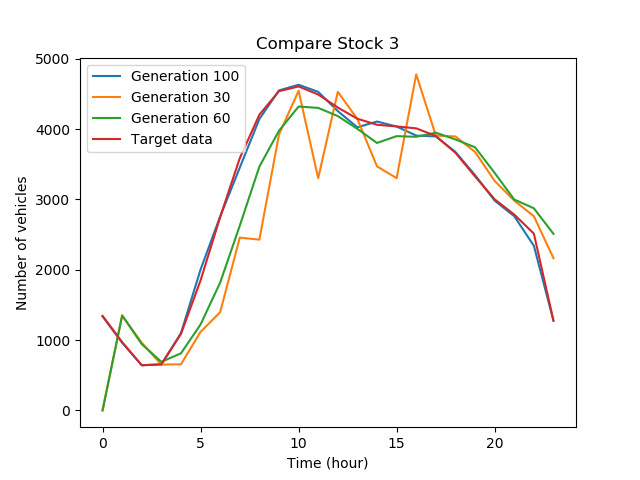 Compare Stock 3
Generation 100
Generation 30
Generation 60
Target data
Number of vehicles
5000
4000
3000
2000
1000
0
0 5 10 15 20
Time (hour)